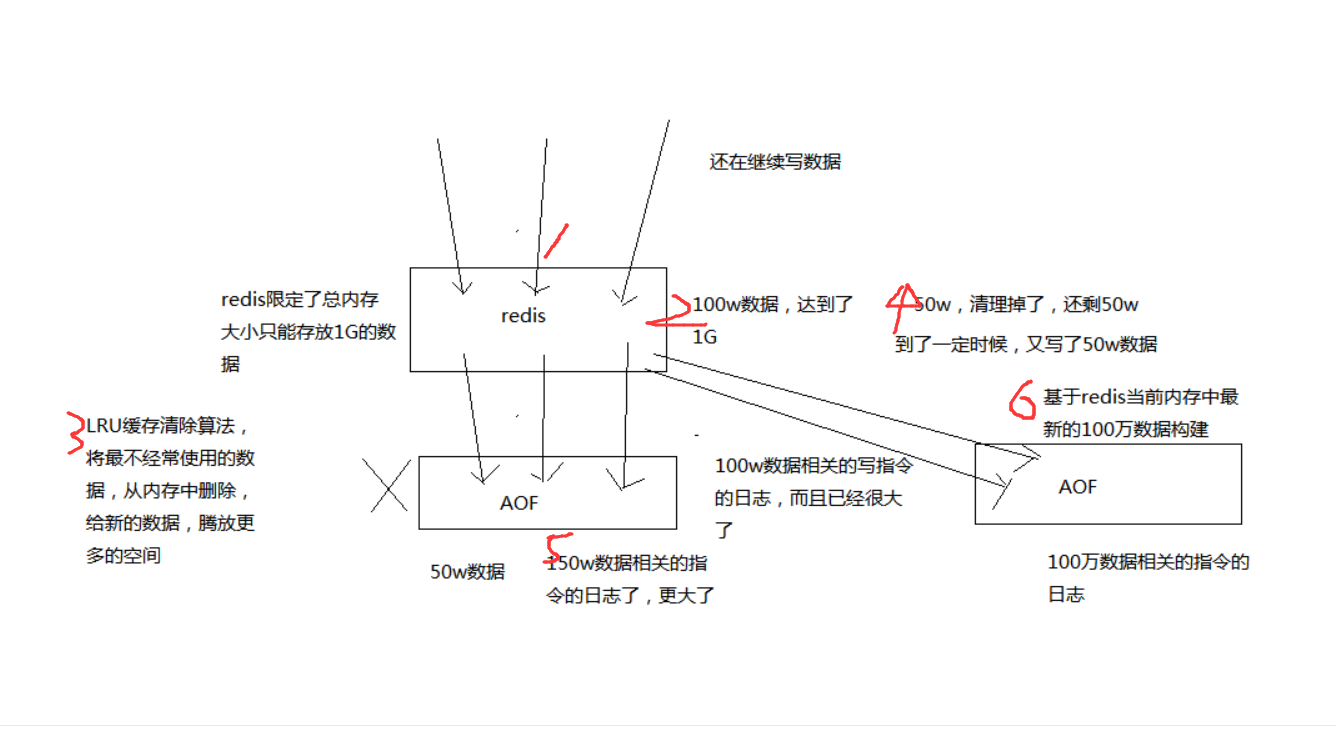 还在继续写数据
1
redis限定了总内存
大小只能存放1G的数
据
redis
2
100w数据，达到了
1G
4
50w，清理掉了，还剩50w
到了一定时候，又写了50w数据
3
LRU缓存清除算法，
将最不经常使用的数
据，从内存中删除，
给新的数据，腾放更
多的空间
6
基于redis当前内存中最
新的100万数据构建
AOF
100w数据相关的写指令
的日志，而且已经很大
了
AOF
50w数据
5
150w数据相关的指
令的日志了，更大了
100万数据相关的指令的
日志